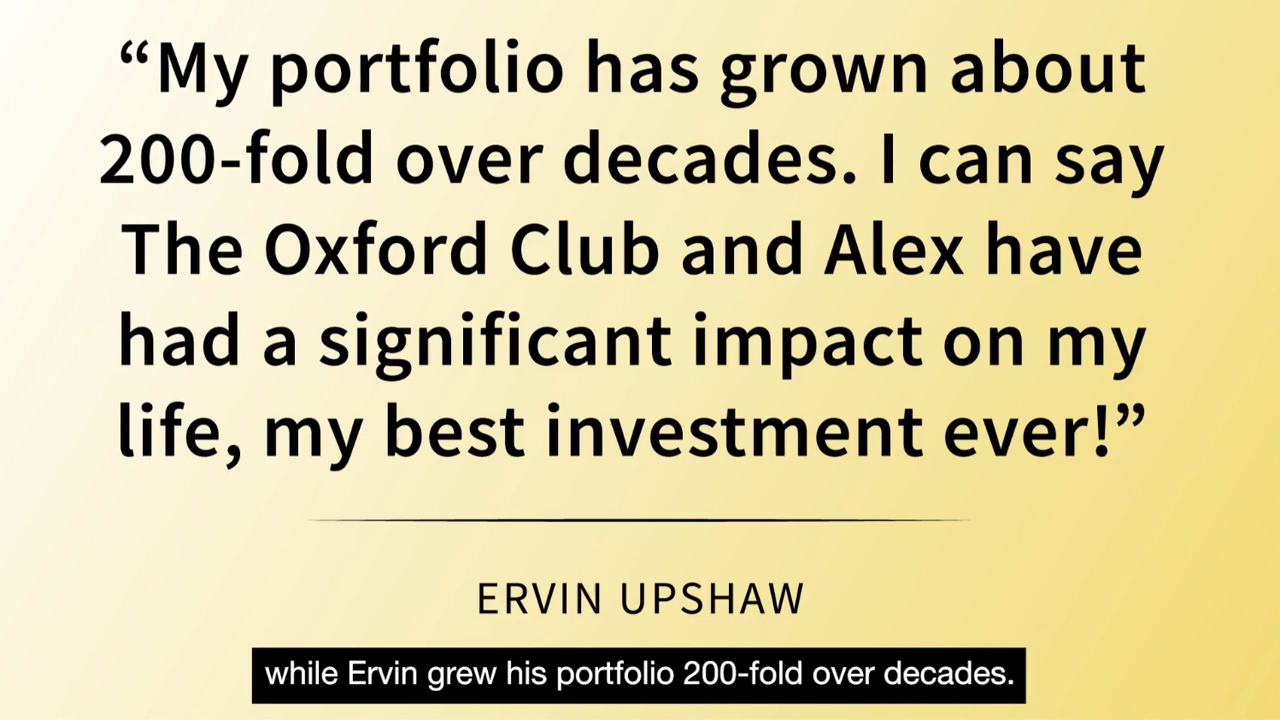 “My portfolio has grown about
200-fold over decades. I can say
The Oxford Club and Alex have
had a significant impact on my
life, my best investment ever!”
ERVIN UPSHAW
while Ervin grew his portfolio 200-fold over decades.